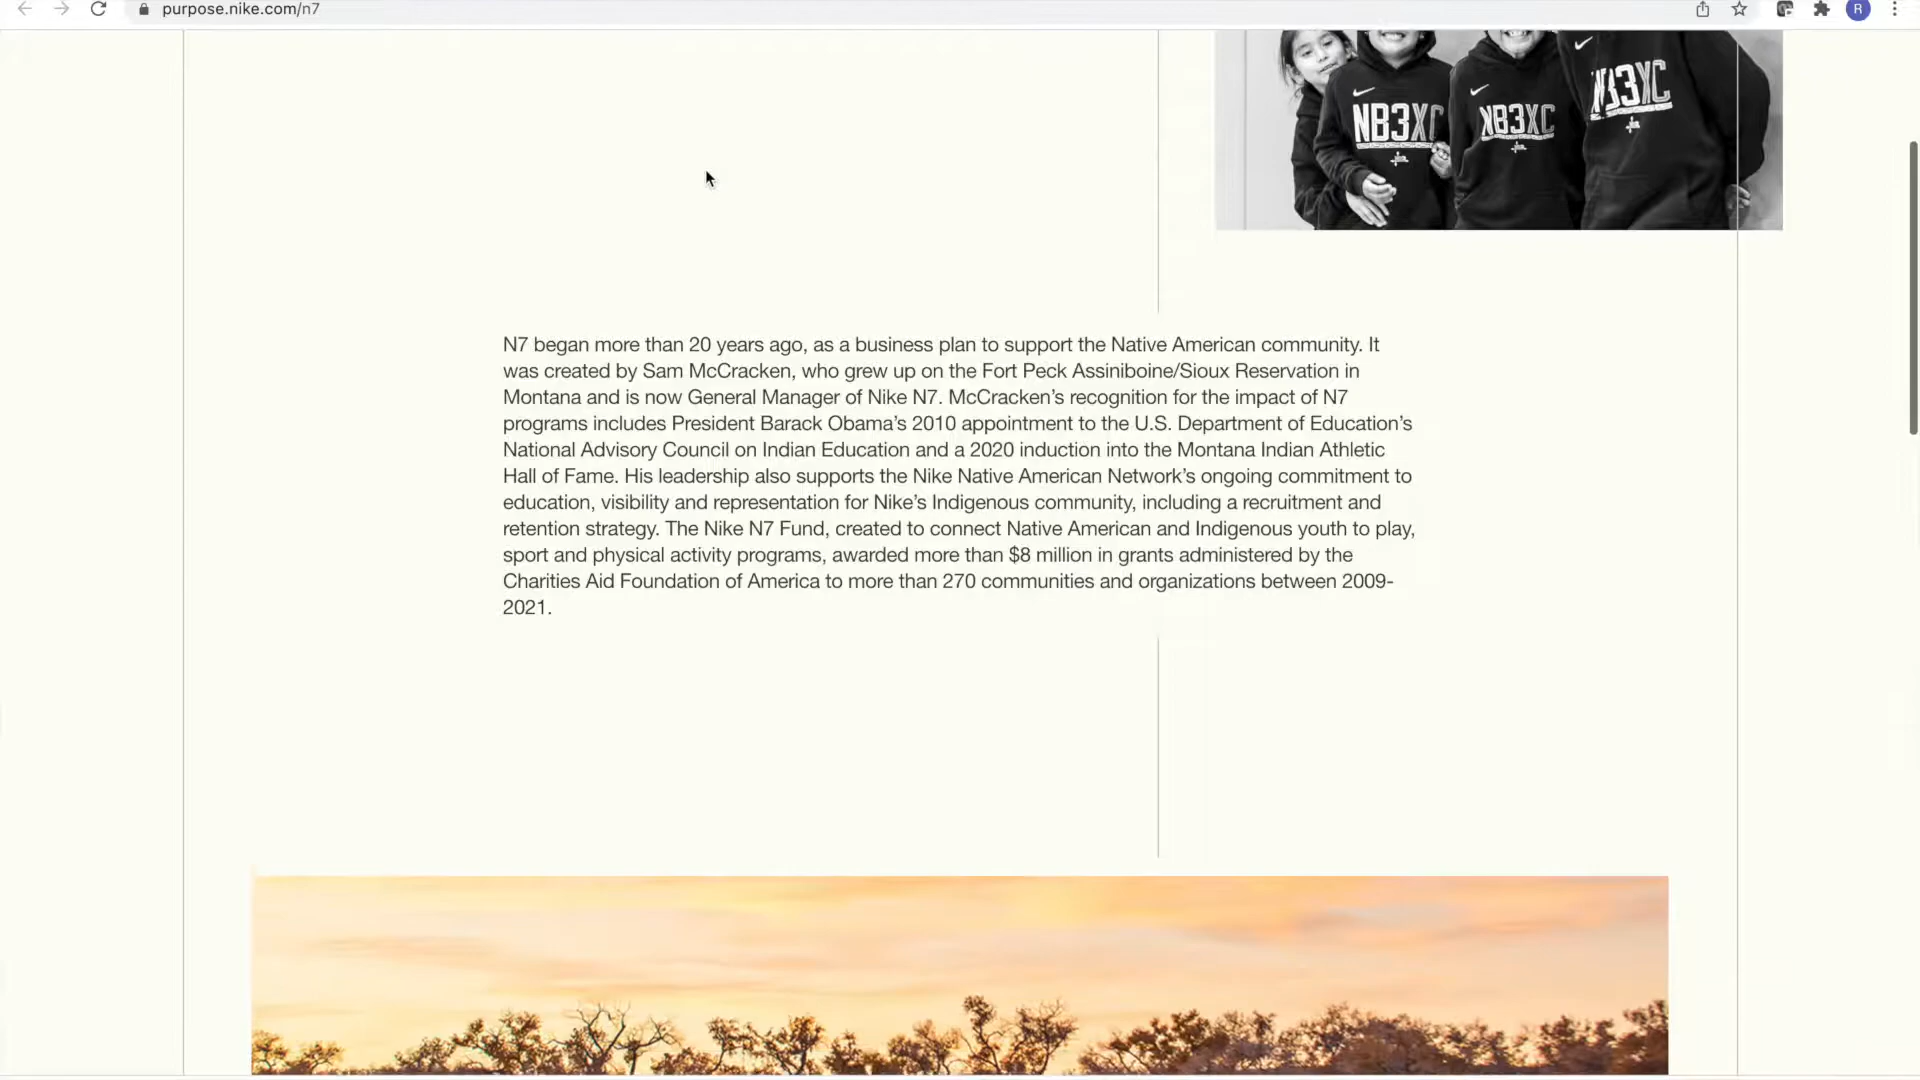 purpose.nike.com/n7
R
NB3XC
NB3XC
NB3XC
N7 began more than 20 years ago, as a business plan to support the Native American community. It
was created by Sam McCracken, who grew up on the Fort Peck Assiniboine/Sioux Reservation in
Montana and is now General Manager of Nike N7. McCracken’s recognition for the impact of N7
programs includes President Barack Obama’s 2010 appointment to the U.S. Department of Education’s
National Advisory Council on Indian Education and a 2020 induction into the Montana Indian Athletic
Hall of Fame. His leadership also supports the Nike Native American Network’s ongoing commitment to
education, visibility and representation for Nike’s Indigenous community, including a recruitment and
retention strategy. The Nike N7 Fund, created to connect Native American and Indigenous youth to play,
sport and physical activity programs, awarded more than $8 million in grants administered by the
Charities Aid Foundation of America to more than 270 communities and organizations between 2009-
2021.